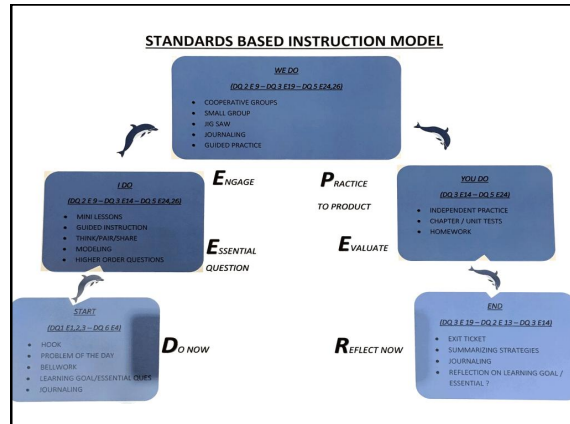 STANDARDS BASED INSTRUCTION MODEL
WE DO
(DQ 2 E 9 – DQ 3 E19 – DQ 5 E24,26)
• COOPERATIVE GROUPS
• SMALL GROUP
• JIG SAW
• JOURNALING
• GUIDED PRACTICE
I DO
(DQ 2 E 9 – DQ 3 E14 – DQ 5 E24,26)
• MINI LESSONS
• GUIDED INSTRUCTION
• THINK/PAIR/SHARE
• MODELING
• HIGHER ORDER QUESTIONS
ENGAGE
PRACTICE
TO PRODUCT
YOU DO
(DQ 3 E14 – DQ 5 E24)
• INDEPENDENT PRACTICE
• CHAPTER / UNIT TESTS
• HOMEWORK
ESSENTIAL
QUESTION
EVALUATE
START
(DQ1 E1,2,3 – DQ 6 E4)
• HOOK
• PROBLEM OF THE DAY
• BELLWORK
• LEARNING GOAL/ESSENTIAL QUES
• JOURNALING
DO NOW
REFLECT NOW
END
(DQ 3 E 19 – DQ 2 E 13 – DQ 3 E14)
• EXIT TICKET
• SUMMARIZING STRATEGIES
• JOURNALING
• REFLECTION ON LEARNING GOAL /
ESSENTIAL ?